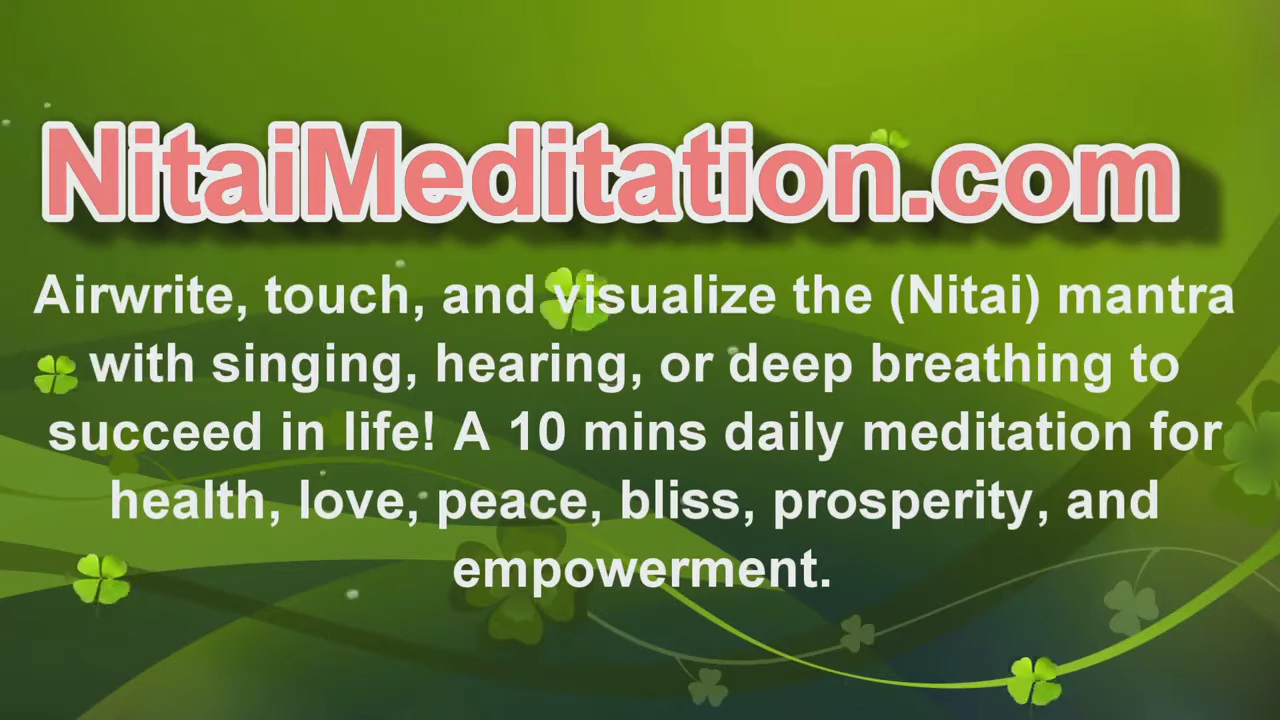 NitaiMeditation.com
Airwrite, touch, and visualize the (Nitai) mantra
with singing, hearing, or deep breathing to
succeed in life! A 10 mins daily meditation for
health, love, peace, bliss, prosperity, and
empowerment.